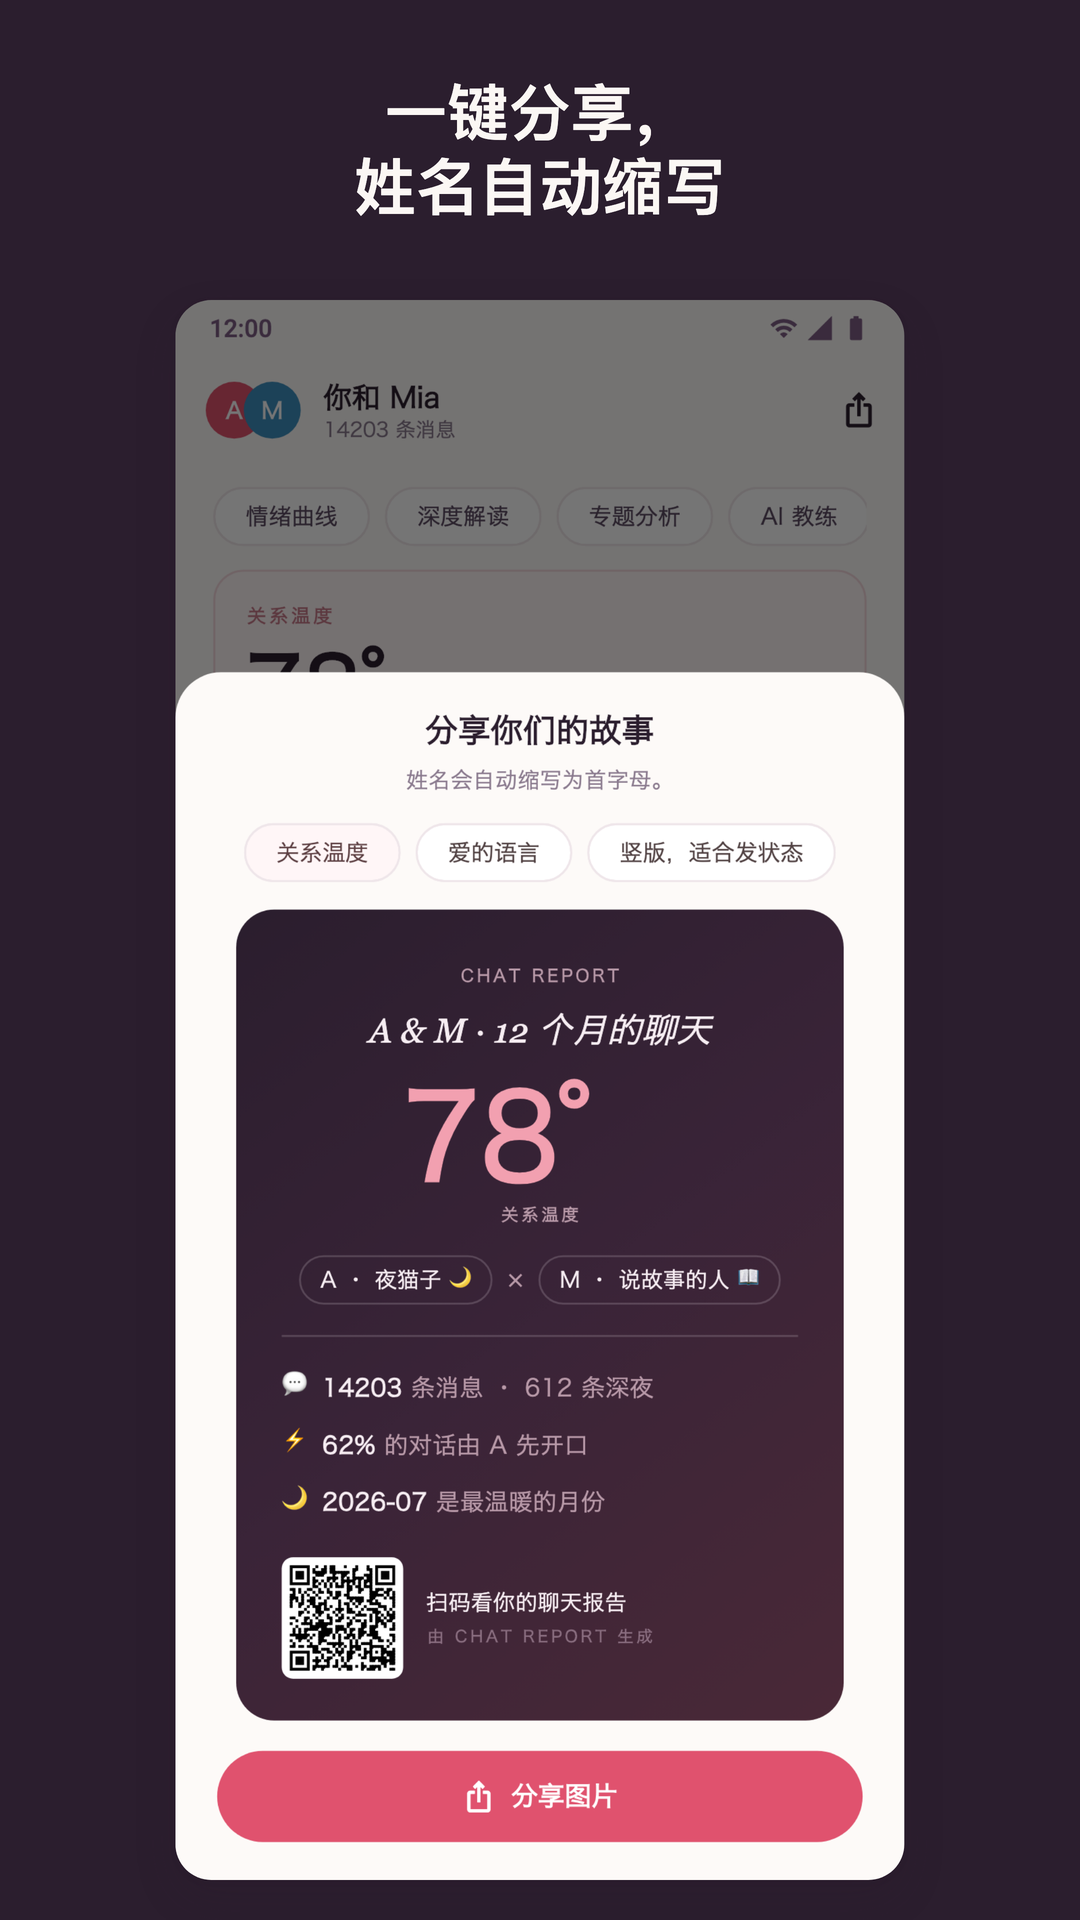 一键分享，
姓名自动缩写
12:00
A M 你和 Mia
14203 条消息
情绪曲线 深度解读 专题分析 AI 教练
关系温度
78°
分享你们的故事
姓名会自动缩写为首字母。
关系温度 爱的语言 竖版，适合发状态
CHAT REPORT
A & M · 12 个月的聊天
78°
关系温度
A · 夜猫子 🌙 × M · 说故事的人 📖
💬 14203 条消息 · 612 条深夜
⚡ 62% 的对话由 A 先开口
🌙 2026-07 是最温暖的月份
扫码看你的聊天报告
由 CHAT REPORT 生成
分享图片